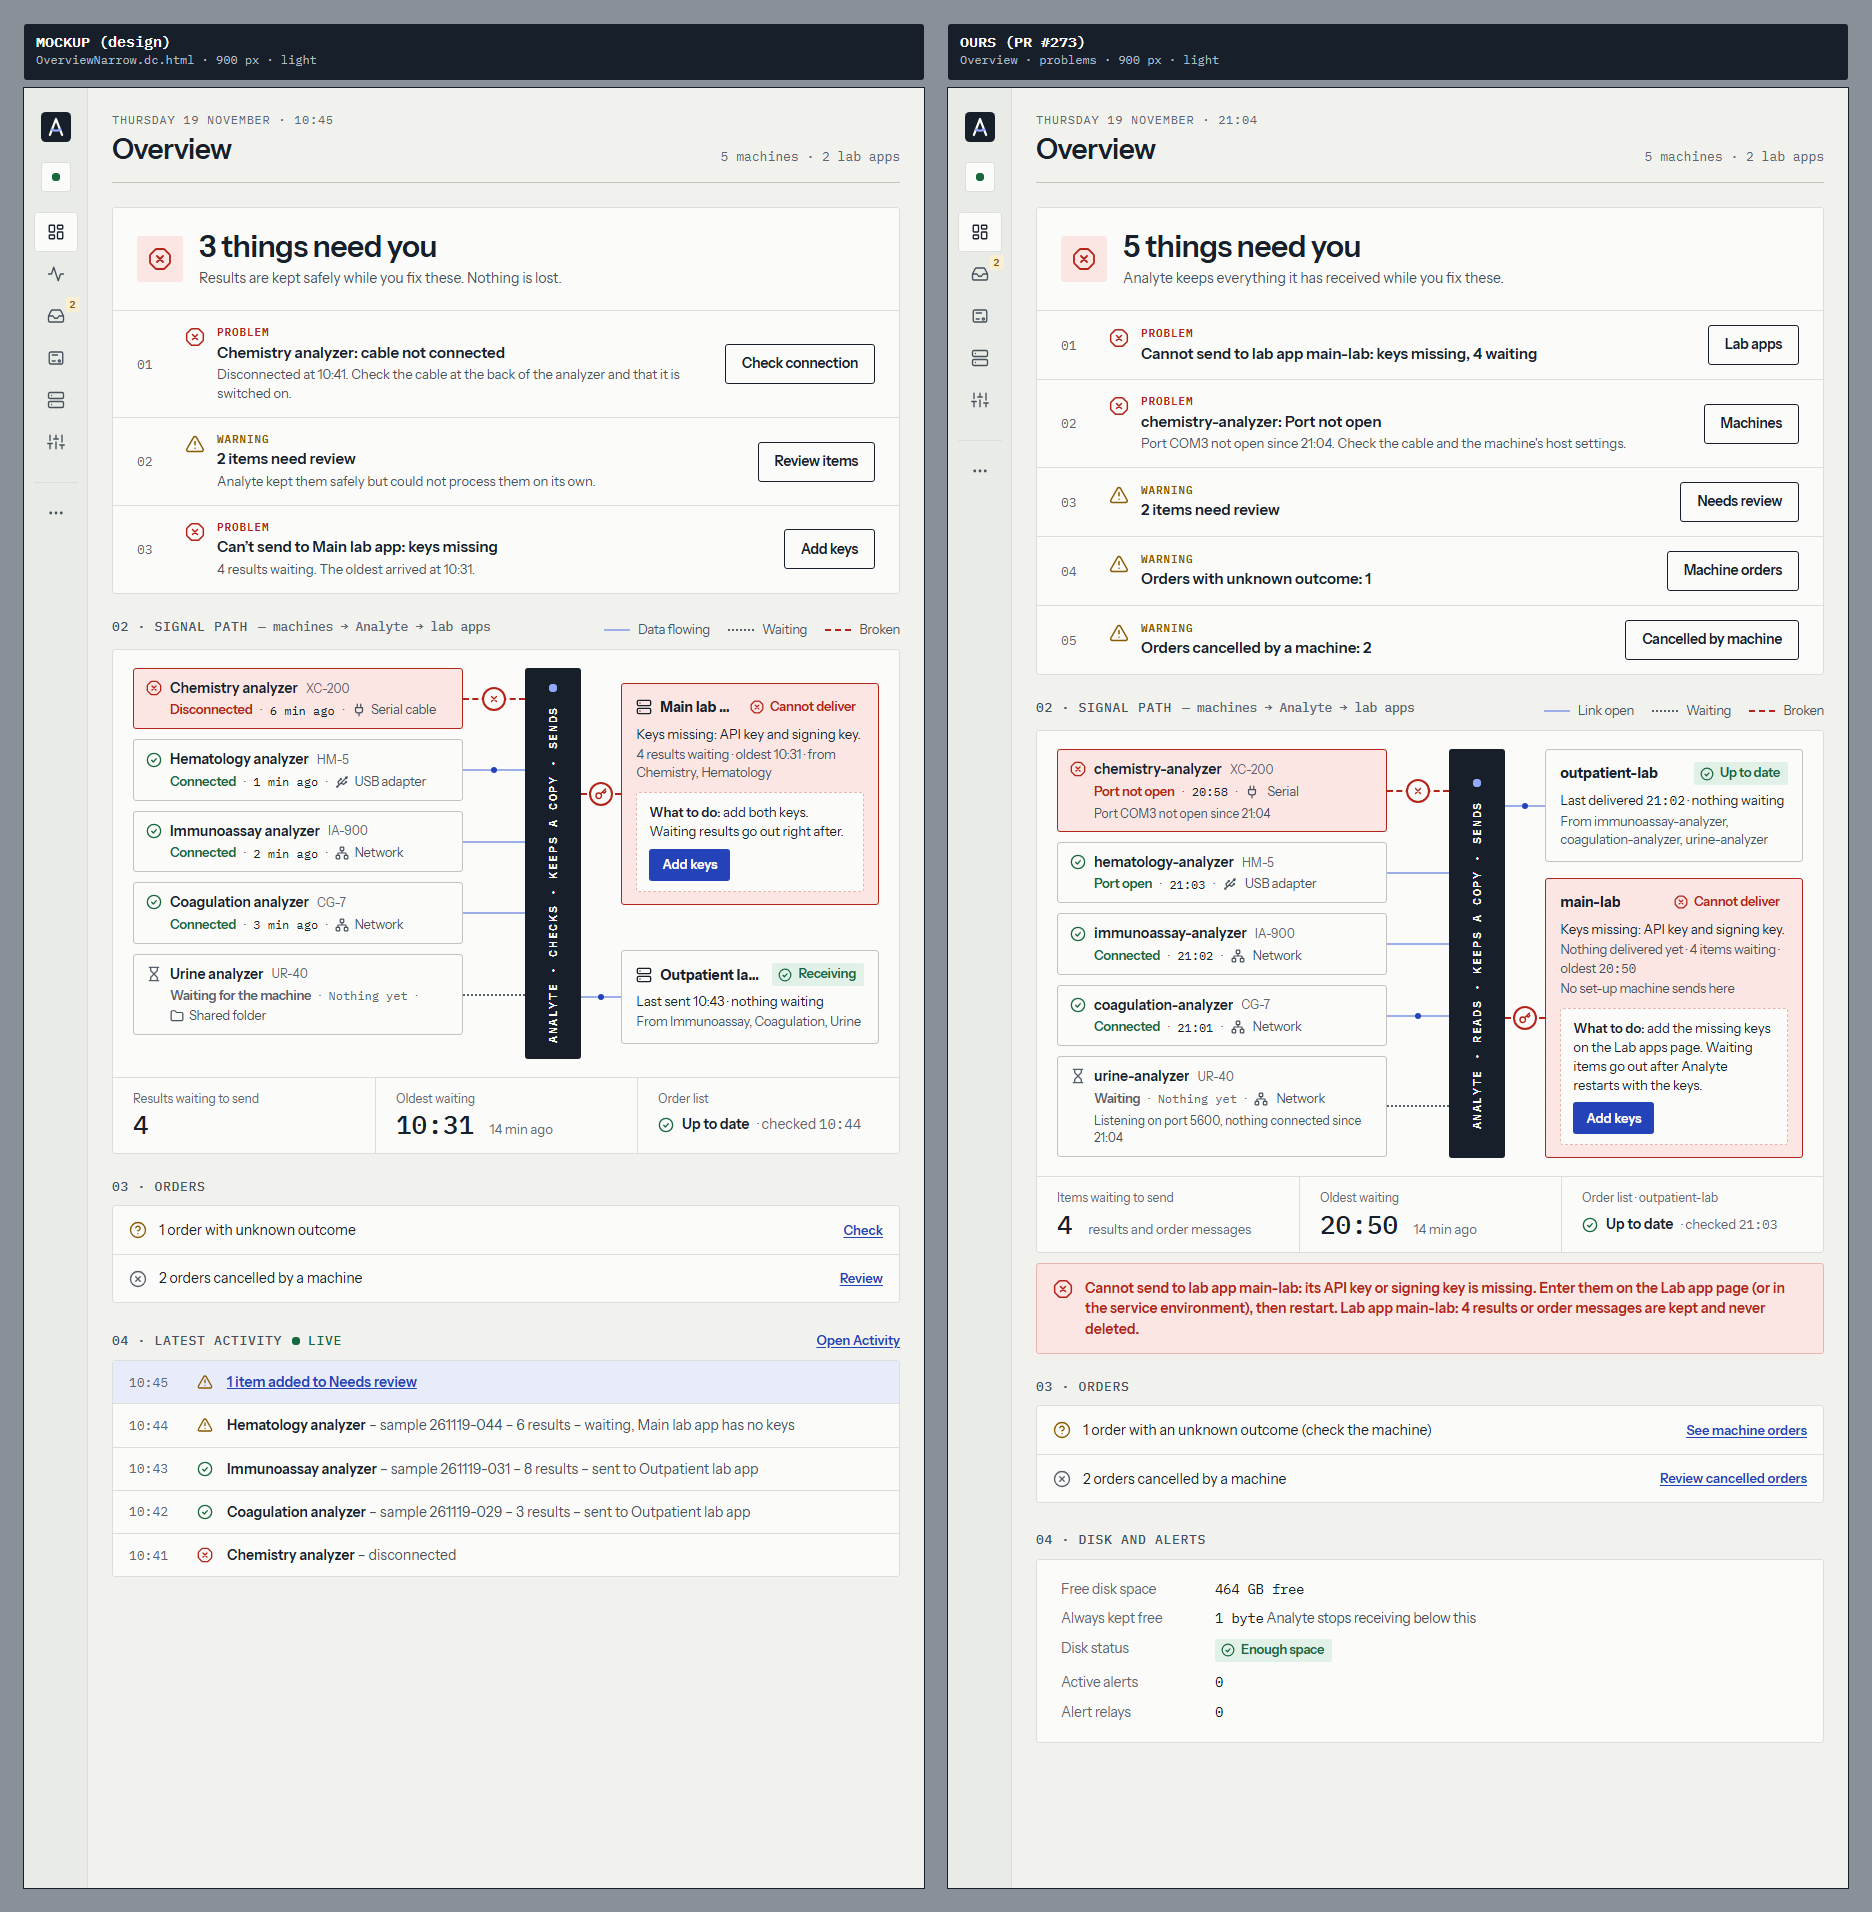 MOCKUP (design)
OverviewNarrow.dc.html · 900 px · light
A
THURSDAY 19 NOVEMBER · 10:45
Overview
5 machines · 2 lab apps
2
3 things need you
Results are kept safely while you fix these. Nothing is lost.
01
PROBLEM
Chemistry analyzer: cable not connected
Disconnected at 10:41. Check the cable at the back of the analyzer and that it is
switched on.
Check connection
02
WARNING
2 items need review
Analyte kept them safely but could not process them on its own.
Review items
03
PROBLEM
Can't send to Main lab app: keys missing
4 results waiting. The oldest arrived at 10:31.
Add keys
02 · SIGNAL PATH — machines → Analyte → lab apps
Data flowing
Waiting
Broken
Chemistry analyzer XC-200
Disconnected · 6 min ago · Serial cable
Hematology analyzer HM-5
Connected · 1 min ago · USB adapter
Immunoassay analyzer IA-900
Connected · 2 min ago · Network
Coagulation analyzer CG-7
Connected · 3 min ago · Network
Urine analyzer UR-40
Waiting for the machine · Nothing yet ·
Shared folder
ANALYTE · CHECKS · KEEPS A COPY · SENDS
Main lab ... Cannot deliver
Keys missing: API key and signing key.
4 results waiting · oldest 10:31 · from
Chemistry, Hematology
What to do: add both keys.
Waiting results go out right after.
Add keys
Outpatient la... Receiving
Last sent 10:43 · nothing waiting
From Immunoassay, Coagulation, Urine
Results waiting to send
4
Oldest waiting
10:31 14 min ago
Order list
Up to date · checked 10:44
03 · ORDERS
1 order with unknown outcome
Check
2 orders cancelled by a machine
Review
04 · LATEST ACTIVITY LIVE
Open Activity
10:45 1 item added to Needs review
10:44 Hematology analyzer – sample 261119-044 – 6 results – waiting, Main lab app has no keys
10:43 Immunoassay analyzer – sample 261119-031 – 8 results – sent to Outpatient lab app
10:42 Coagulation analyzer – sample 261119-029 – 3 results – sent to Outpatient lab app
10:41 Chemistry analyzer – disconnected
OURS (PR #273)
Overview · problems · 900 px · light
A
THURSDAY 19 NOVEMBER · 21:04
Overview
5 machines · 2 lab apps
2
5 things need you
Analyte keeps everything it has received while you fix these.
01
PROBLEM
Cannot send to lab app main-lab: keys missing, 4 waiting
Lab apps
02
PROBLEM
chemistry-analyzer: Port not open
Port COM3 not open since 21:04. Check the cable and the machine's host settings.
Machines
03
WARNING
2 items need review
Needs review
04
WARNING
Orders with unknown outcome: 1
Machine orders
05
WARNING
Orders cancelled by a machine: 2
Cancelled by machine
02 · SIGNAL PATH — machines → Analyte → lab apps
Link open
Waiting
Broken
chemistry-analyzer XC-200
Port not open · 20:58 · Serial
Port COM3 not open since 21:04
hematology-analyzer HM-5
Port open · 21:03 · USB adapter
immunoassay-analyzer IA-900
Connected · 21:02 · Network
coagulation-analyzer CG-7
Connected · 21:01 · Network
urine-analyzer UR-40
Waiting · Nothing yet · Network
Listening on port 5600, nothing connected since
21:04
ANALYTE · READS · KEEPS A COPY · SENDS
outpatient-lab Up to date
Last delivered 21:02 · nothing waiting
From immunoassay-analyzer,
coagulation-analyzer, urine-analyzer
main-lab Cannot deliver
Keys missing: API key and signing key.
Nothing delivered yet · 4 items waiting ·
oldest 20:50
No set-up machine sends here
What to do: add the missing keys
on the Lab apps page. Waiting
items go out after Analyte
restarts with the keys.
Add keys
Items waiting to send
4 results and order messages
Oldest waiting
20:50 14 min ago
Order list · outpatient-lab
Up to date · checked 21:03
Cannot send to lab app main-lab: its API key or signing key is missing. Enter them on the Lab app page (or in
the service environment), then restart. Lab app main-lab: 4 results or order messages are kept and never
deleted.
03 · ORDERS
1 order with an unknown outcome (check the machine)
See machine orders
2 orders cancelled by a machine
Review cancelled orders
04 · DISK AND ALERTS
Free disk space 464 GB free
Always kept free 1 byte Analyte stops receiving below this
Disk status Enough space
Active alerts 0
Alert relays 0